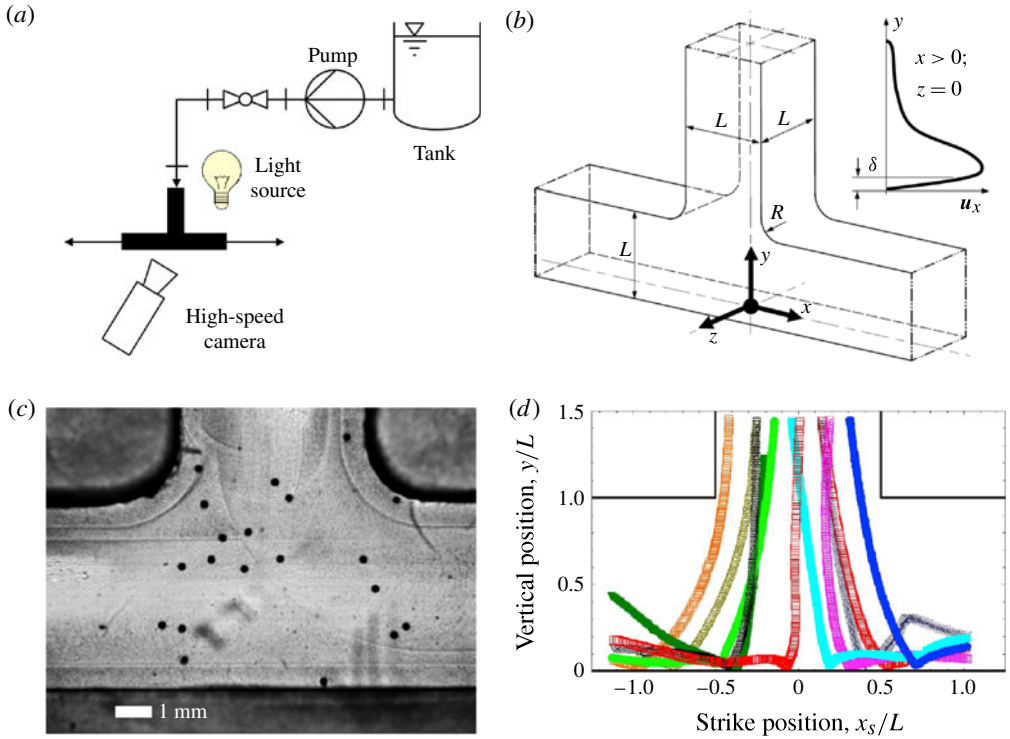 (a)
Pump
Tank
Light
source
High-speed
camera
(b)
y
x > 0;
z = 0
L
L
δ
u_x
R
L
y
x
z
(c)
1 mm
(d)
1.5
1.0
0.5
0
Vertical position, y/L
−1.0
−0.5
0
0.5
1.0
Strike position, x_s/L